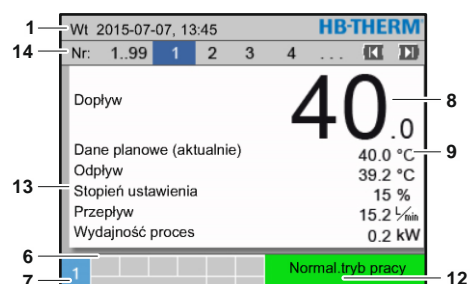 1 Wt 2015-07-07, 13:45 HB-THERM
14 Nr: 1..99 1 2 3 4 ...
Dopływ 40.0 8
Dane planowe (aktualnie) 40.0 °C 9
Odpływ 39.2 °C
13 Stopień ustawienia 15 %
Przepływ 15.2 L/min
Wydajność proces 0.2 kW
6
7 1 Normal.tryb pracy 12